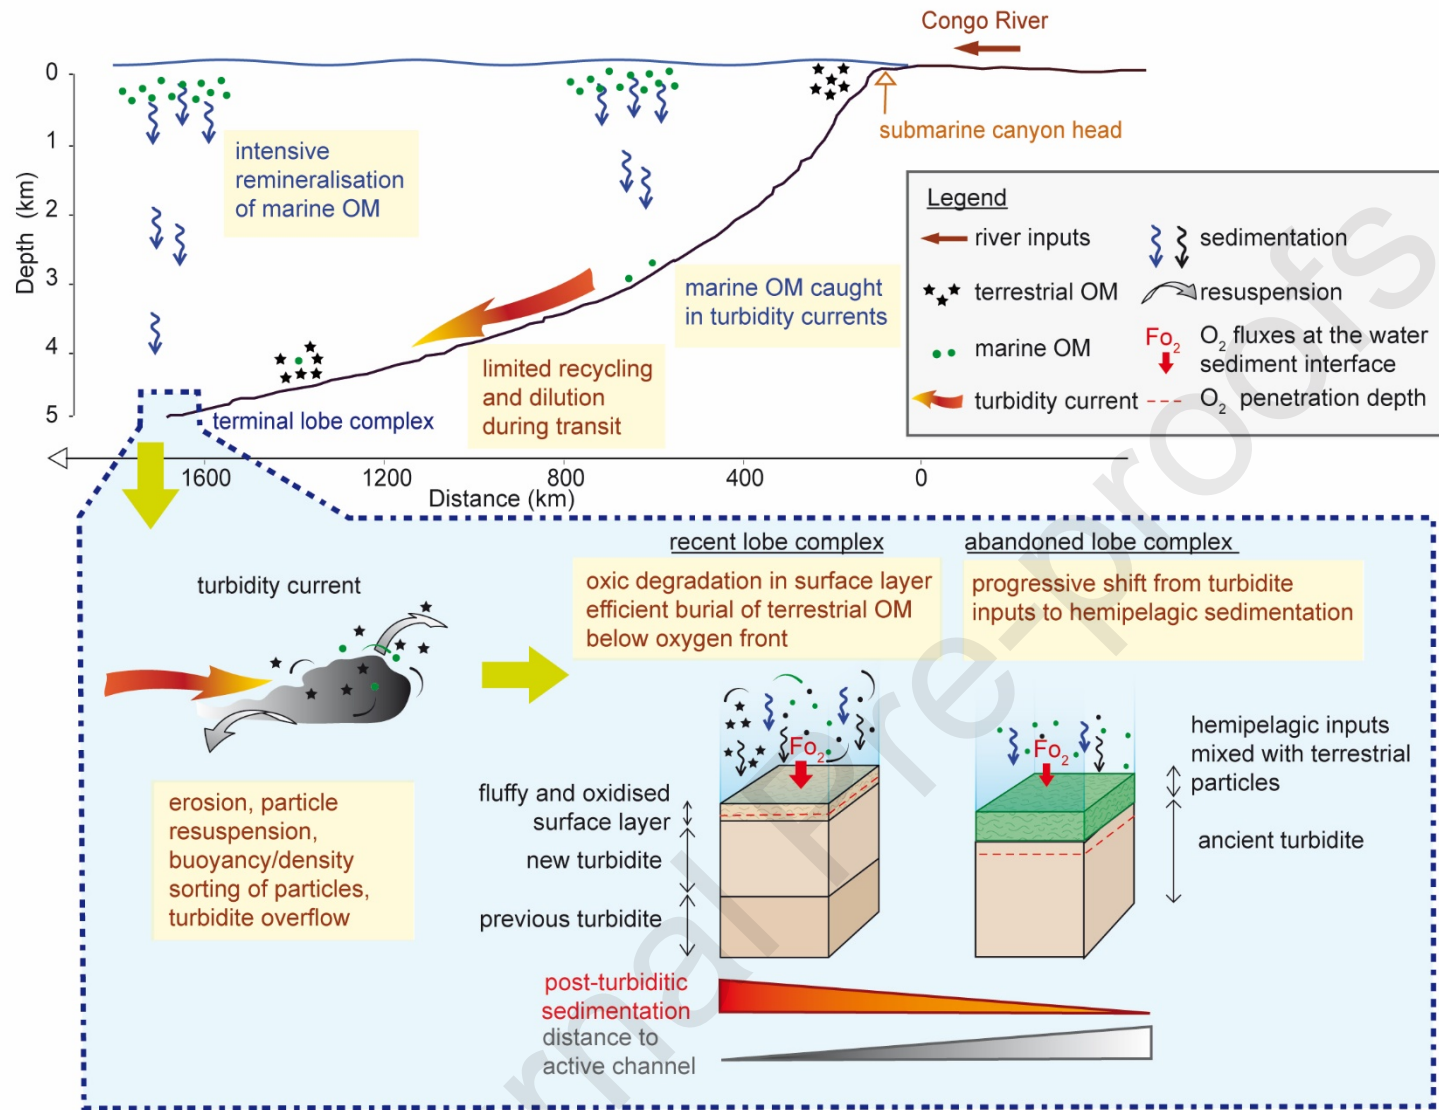 Congo River
0
1
2
3
4
5
Depth (km)
submarine canyon head
intensive
remineralisation
of marine OM
marine OM caught
in turbidity currents
limited recycling
and dilution
during transit
terminal lobe complex
Legend
river inputs
sedimentation
terrestrial OM
resuspension
marine OM
Fo2
O2 fluxes at the water
sediment interface
turbidity current
O2 penetration depth
1600
1200
800
400
0
Distance (km)
turbidity current
erosion, particle
resuspension,
buoyancy/density
sorting of particles,
turbidite overflow
recent lobe complex
oxic degradation in surface layer
efficient burial of terrestrial OM
below oxygen front
abandoned lobe complex
progressive shift from turbidite
inputs to hemipelagic sedimentation
Fo2
fluffy and oxidised
surface layer
new turbidite
previous turbidite
Fo2
hemipelagic inputs
mixed with terrestrial
particles
ancient turbidite
post-turbiditic
sedimentation
distance to
active channel
rnal Pre-proofs